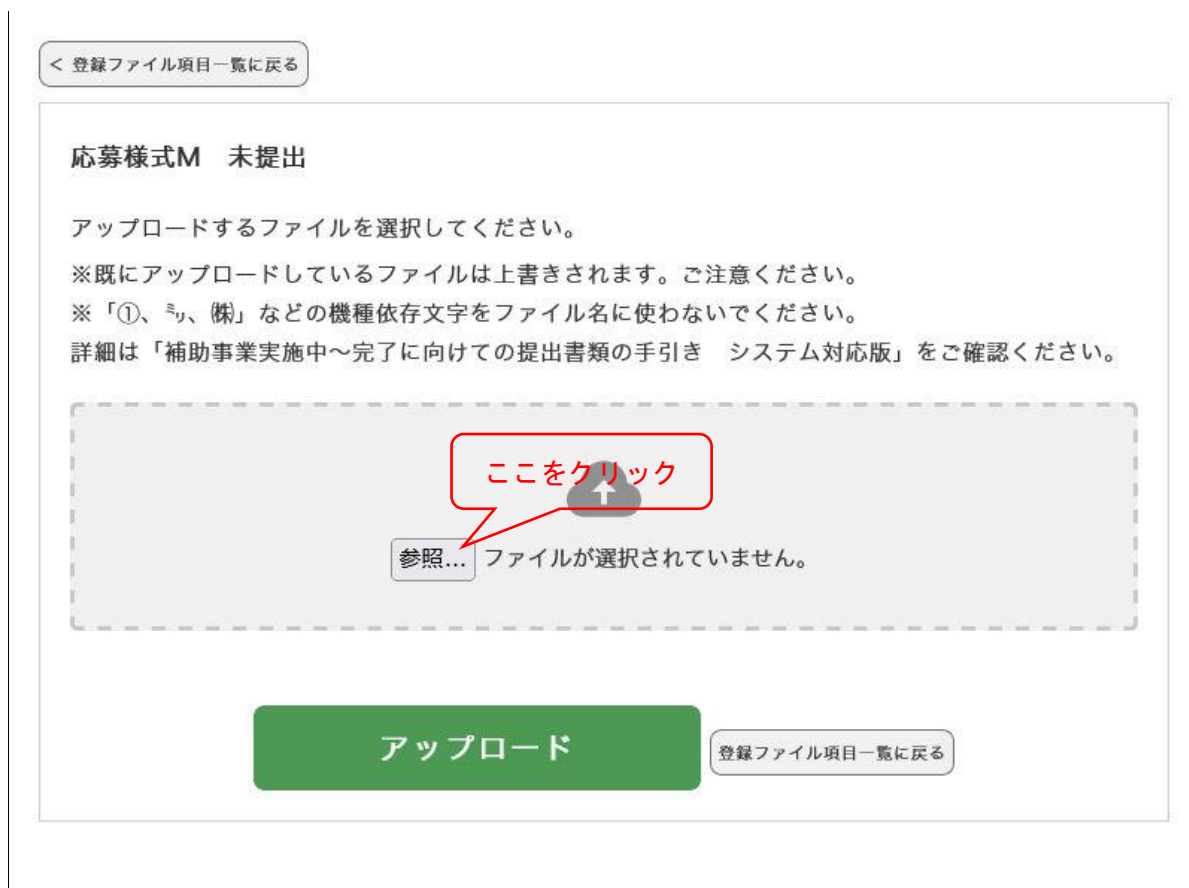 < 登録ファイル項目一覧に戻る
応募様式M　未提出
アップロードするファイルを選択してください。
※既にアップロードしているファイルは上書きされます。ご注意ください。
※「①、㍉、㈱」などの機種依存文字をファイル名に使わないでください。
詳細は「補助事業実施中～完了に向けての提出書類の手引き　システム対応版」をご確認ください。
ここをクリック
参照... ファイルが選択されていません。
アップロード
登録ファイル項目一覧に戻る